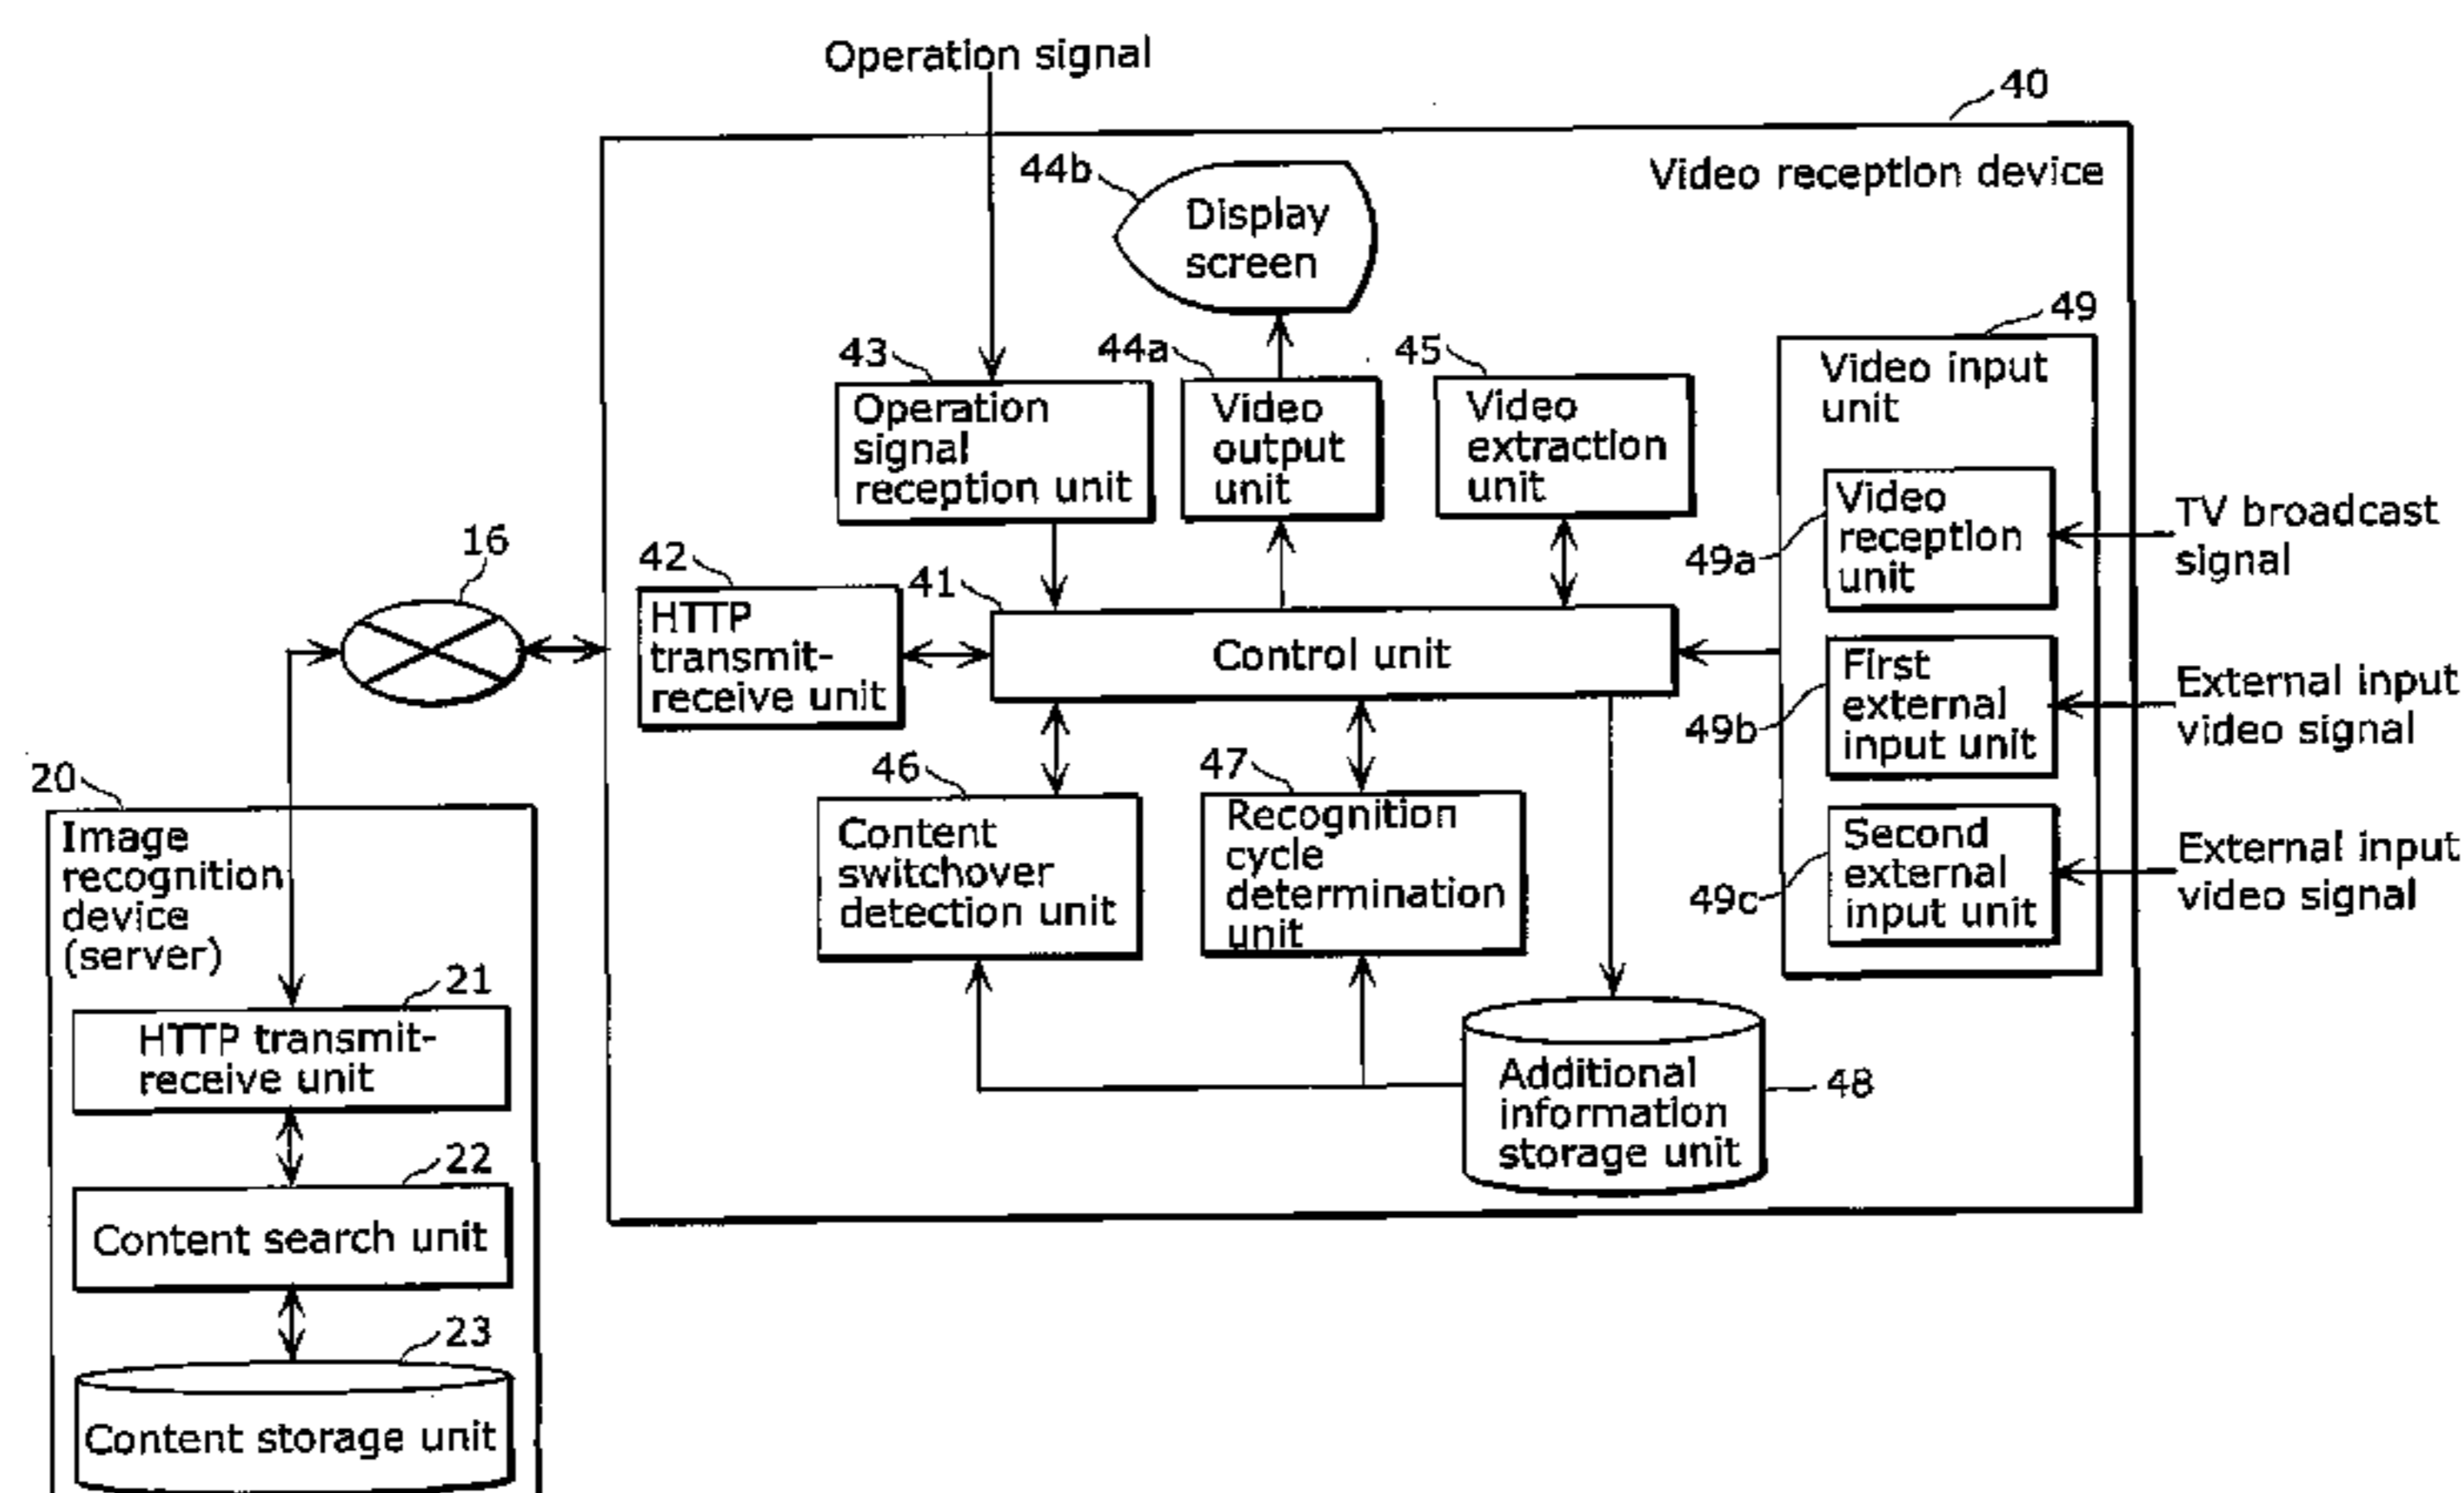 Operation signal
40
Video reception device
44b
Display
screen
49
Video input
unit
43
Operation
signal
reception unit
44a
Video
output
unit
45
Video
extraction
unit
49a
Video
reception
unit
TV broadcast
signal
16
42
HTTP
transmit-
receive unit
41
Control unit
49b
First
external
input unit
External input
video signal
46
Content
switchover
detection unit
47
Recognition
cycle
determination
unit
49c
Second
external
input unit
External input
video signal
48
Additional
information
storage unit
20
Image
recognition
device
(server)
21
HTTP transmit-
receive unit
22
Content search unit
23
Content storage unit